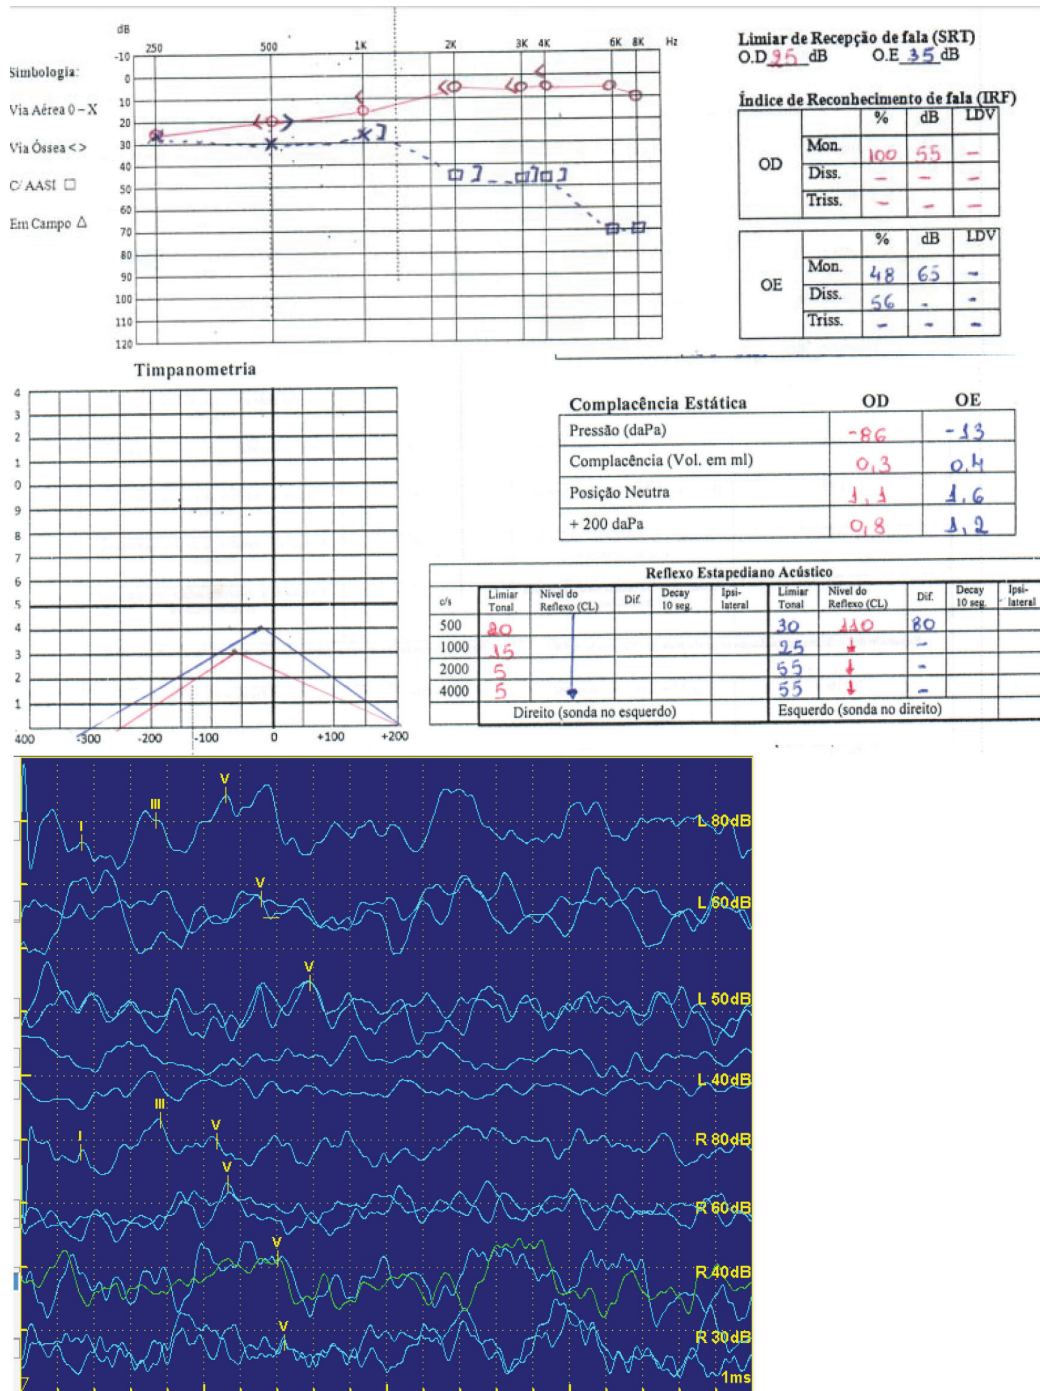 dB
250 500 1K 2K 3K 4K 6K 8K Hz
-10
0
10
20
30
40
50
60
70
80
90
100
110
120
Simbologia:
Via Aérea 0 – X
Via Óssea < >
C/ AASI □
Em Campo Δ
Limiar de Recepção de fala (SRT)
O.D 25 dB O.E 35 dB
Índice de Reconhecimento de fala (IRF)
% dB LDV
OD
Mon. 100 55 -
Diss. - - -
Triss. - - -
% dB LDV
OE
Mon. 48 65 -
Diss. 56 - -
Triss. - - -
Timpanometria
4
3
2
1
0
9
8
7
6
5
4
3
2
1
400 -300 -200 -100 0 +100 +200
Complacência Estática OD OE
Pressão (daPa) -86 -13
Complacência (Vol. em ml) 0,3 0,4
Posição Neutra 1,1 1,6
+ 200 daPa 0,8 1,2
Reflexo Estapediano Acústico
c/s Limiar Tonal Nível do Reflexo (CL) Dif. Decay 10 seg. Ipsi-lateral Limiar Tonal Nível do Reflexo (CL) Dif. Decay 10 seg. Ipsi-lateral
500 20 30 110 80
1000 15 25 ↓ -
2000 5 55 ↓ -
4000 5 55 ↓ -
Direito (sonda no esquerdo) Esquerdo (sonda no direito)
I III V L 80dB
V L 60dB
V L 50dB
L 40dB
I III V R 80dB
V R 60dB
V R 40dB
V R 30dB
1ms